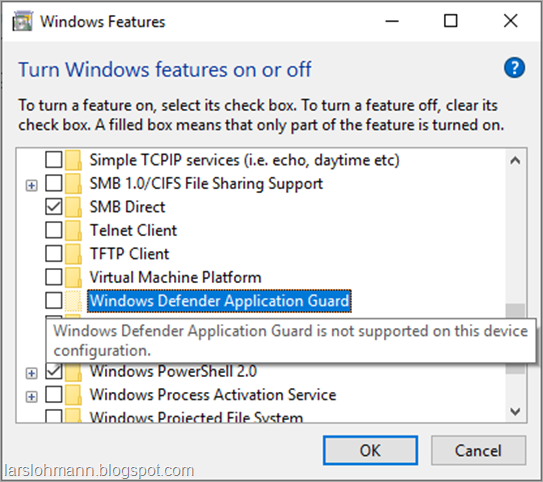 Windows Features
Turn Windows features on or off
To turn a feature on, select its check box. To turn a feature off, clear its
check box. A filled box means that only part of the feature is turned on.
Simple TCPIP services (i.e. echo, daytime etc)
SMB 1.0/CIFS File Sharing Support
SMB Direct
Telnet Client
TFTP Client
Virtual Machine Platform
Windows Defender Application Guard
Windows Defender Application Guard is not supported on this device
configuration.
Windows PowerShell 2.0
Windows Process Activation Service
Windows Projected File System
OK
Cancel
larslohmann.blogspot.com